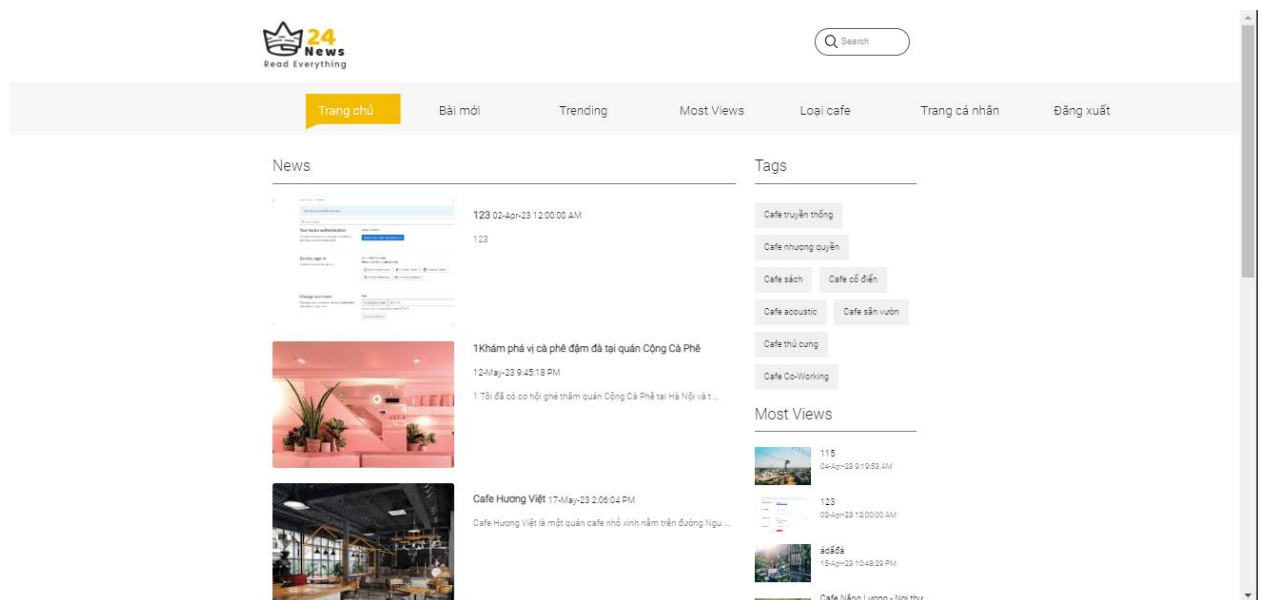 24
News
Read Everything
Search
Trang chủ
Bài mới
Trending
Most Views
Loại cafe
Trang cá nhân
Đăng xuất
News
123 02-Apr-23 12:00:00 AM
123
1Khám phá vị cà phê đậm đà tại quán Cộng Cà Phê
12-May-23 9:45:18 PM
1 Tôi đã có cơ hội ghé thăm quán Cộng Cà Phê tại Hà Nội và t ...
Cafe Hương Việt 17-May-23 2:06:04 PM
Cafe Hương Việt là một quán cafe nhỏ xinh nằm trên đường Ngu ...
Tags
Cafe truyền thống
Cafe nhượng quyền
Cafe sách
Cafe cổ điển
Cafe acoustic
Cafe sân vườn
Cafe thú cưng
Cafe Co-Working
Most Views
115
04-Apr-23 9:19:53 AM
123
02-Apr-23 12:00:00 AM
15-Apr-23 10:48:29 PM
Cafe Nắng Lương - Nơi thư